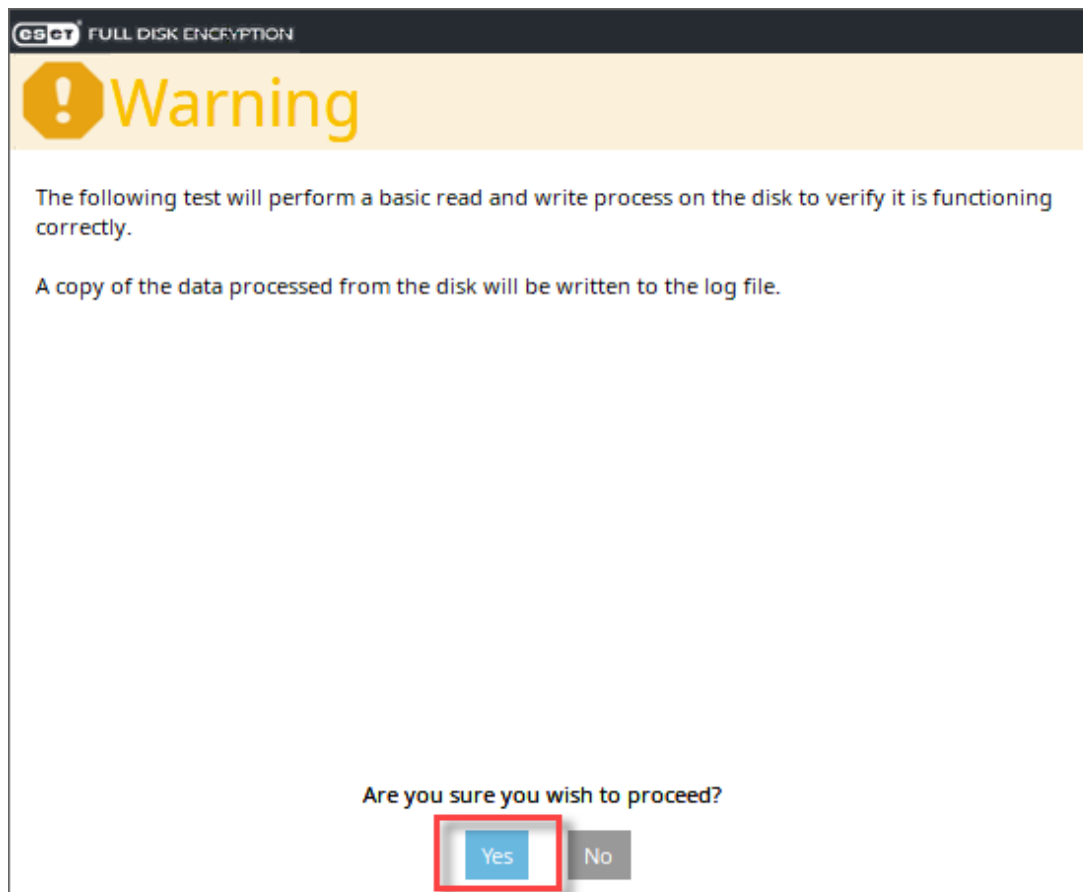 eset FULL DISK ENCRYPTION
Warning
The following test will perform a basic read and write process on the disk to verify it is functioning
correctly.
A copy of the data processed from the disk will be written to the log file.
Are you sure you wish to proceed?
Yes No